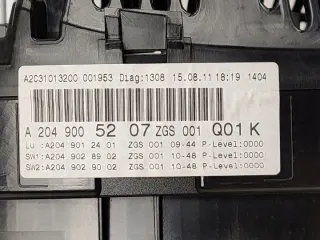 A2C31013200 001953 Diag:1308 15.08.11 18:19 1404
A 204 900 52 07 ZGS 001 Q01 K
LU :A204 901 24 01 ZGS 001 09-44 P-Level:0000
SW1:A204 902 89 02 ZGS 001 10-48 P-Level:0000
SW2:A204 902 90 02 ZGS 001 10-48 P-Level:0000